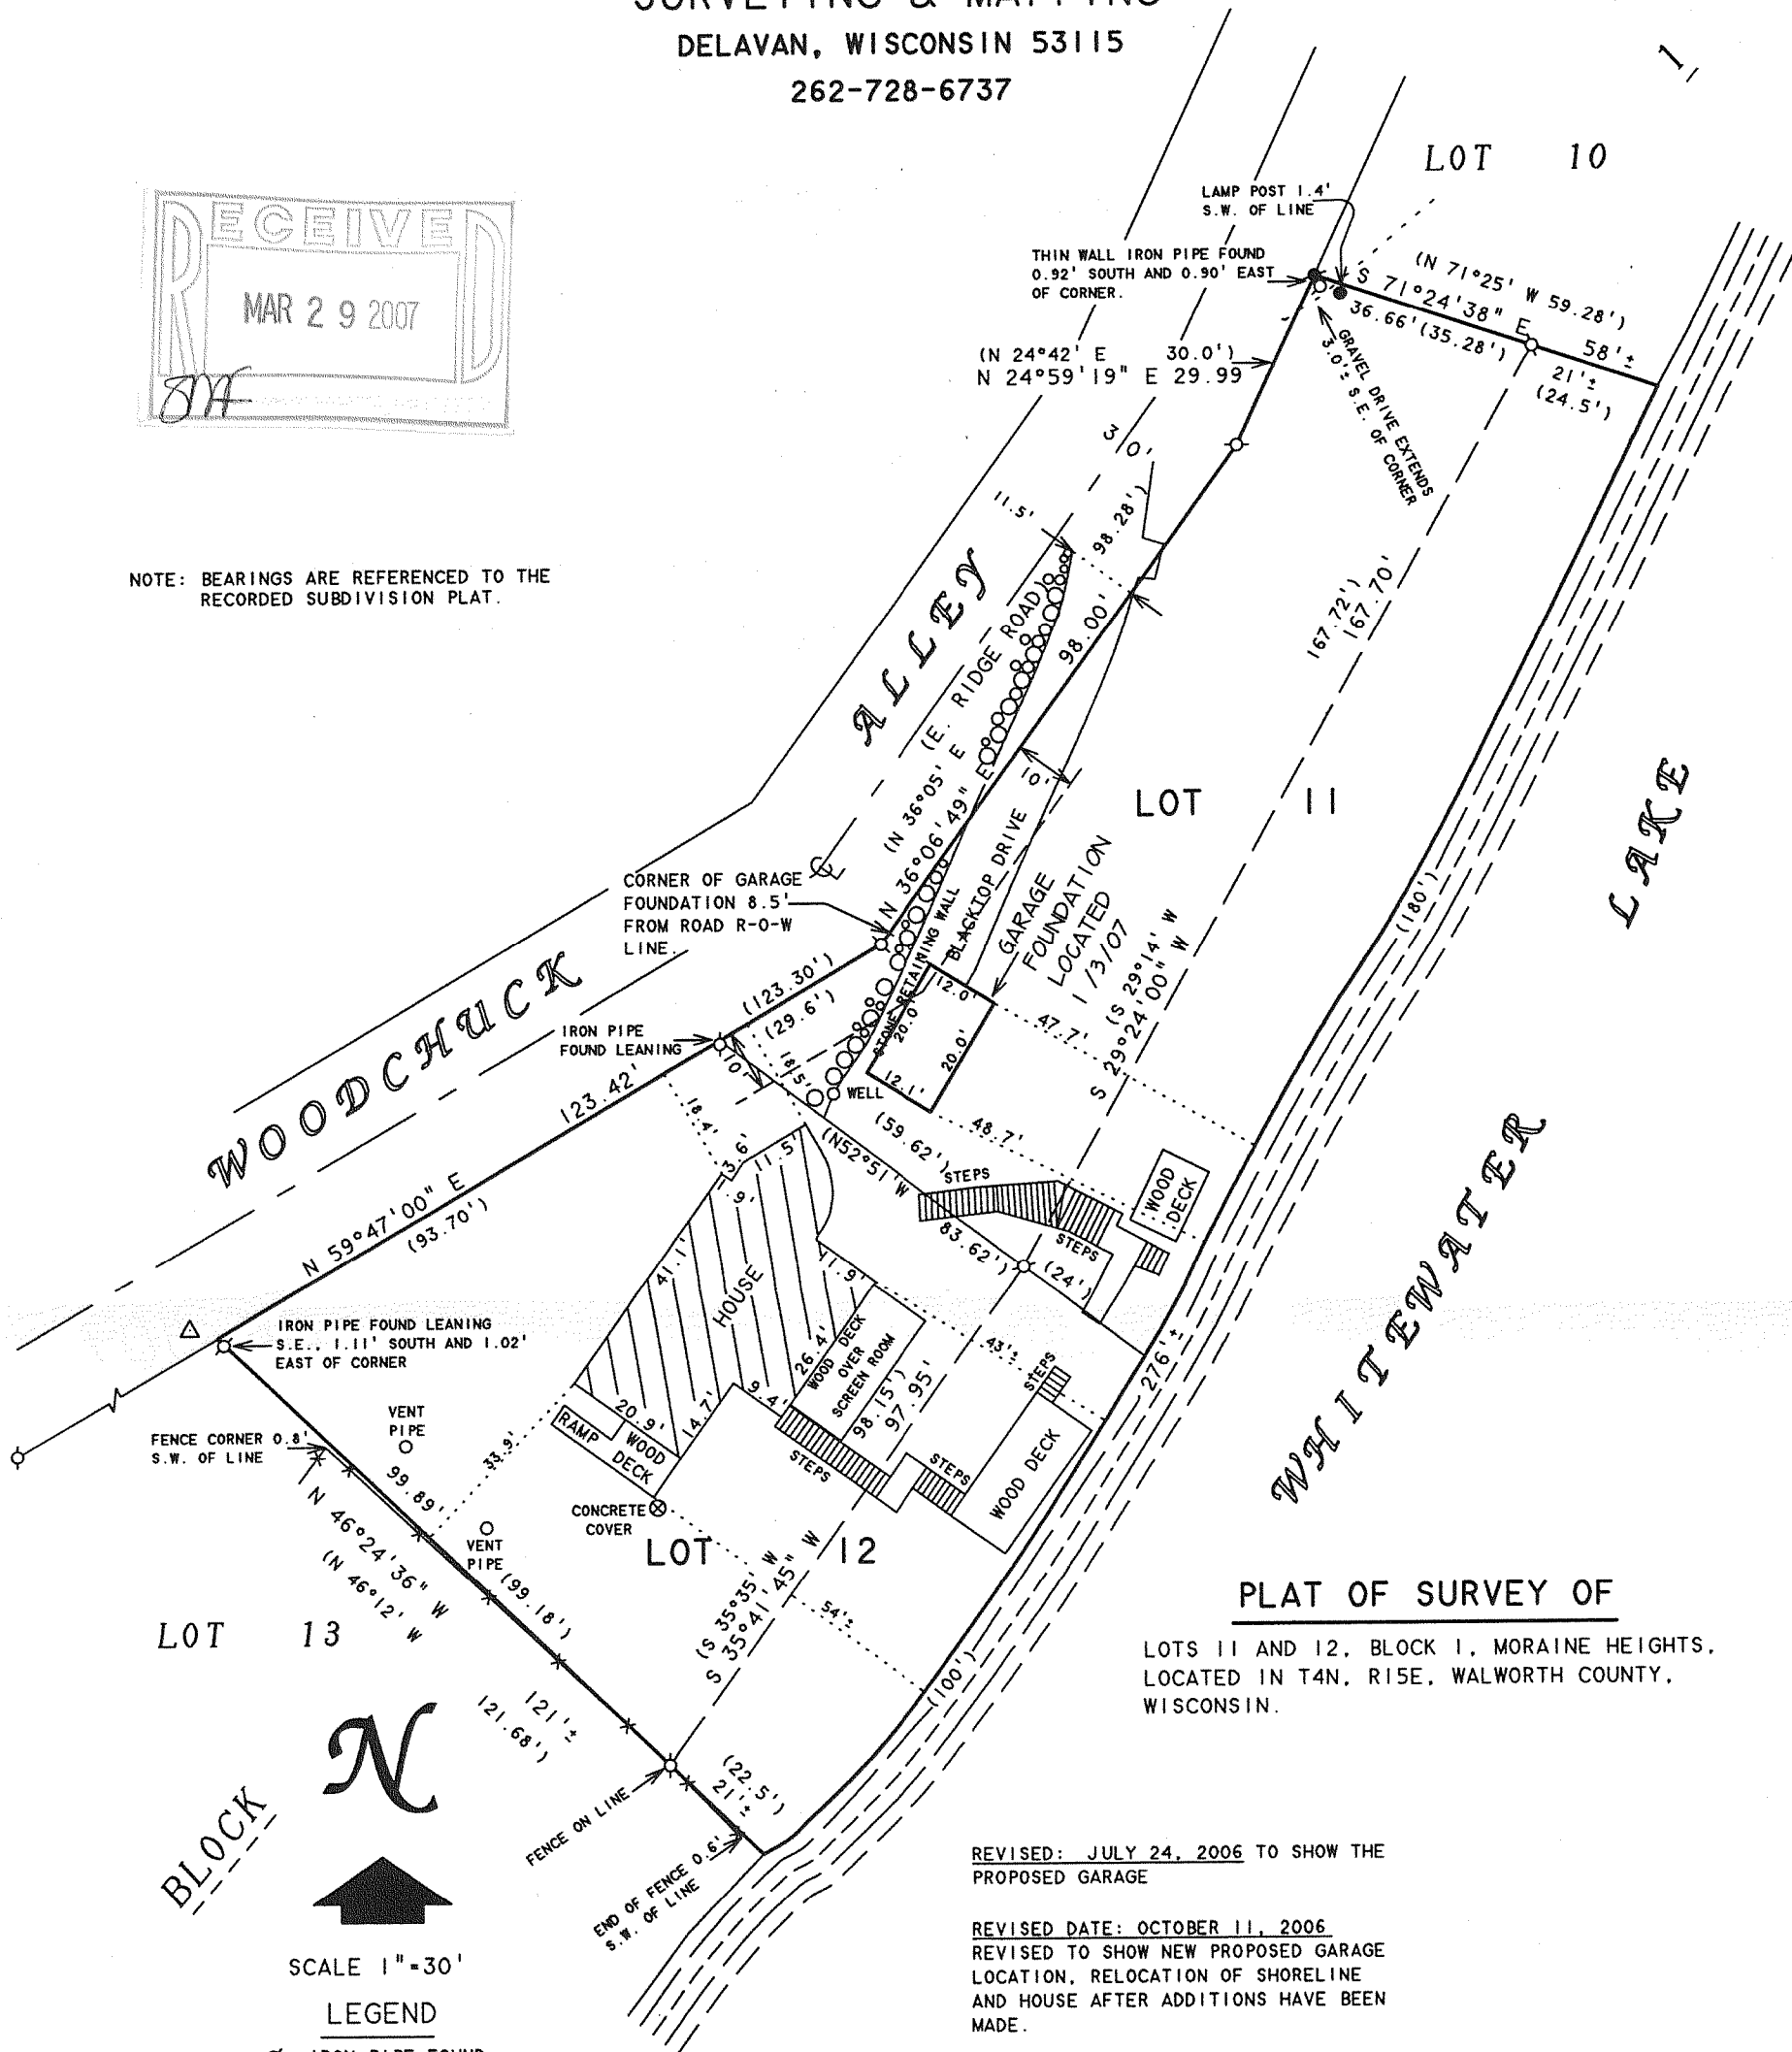 DELAVAN, WISCONSIN 53115
262-728-6737
RECEIVED
MAR 29 2007
NOTE: BEARINGS ARE REFERENCED TO THE
RECORDED SUBDIVISION PLAT.
LOT 10
LAMP POST 1.4'
S.W. OF LINE
THIN WALL IRON PIPE FOUND
0.92' SOUTH AND 0.90' EAST
OF CORNER.
(N 71°25' W 59.28')
S 71°24'38" E
36.66'(35.28')
58'±
21'±
(24.5')
GRAVEL DRIVE EXTENDS
3.0'± S.E. OF CORNER
(N 24°42' E 30.0')
N 24°59'19" E 29.99
30'
11.5'
98.28')
98.00'
167.72')
167.70'
ALLEY
(E. RIDGE ROAD)
(N 36°05' E
N 36°06'49" E
10'
LOT 11
LAKE
BLACKTOP DRIVE
STONE RETAINING WALL
GARAGE
FOUNDATION
LOCATED
1/3/07
CORNER OF GARAGE
FOUNDATION 8.5'
FROM ROAD R-O-W
LINE.
(180')
(S 29°14' W
S 29°24'00" W
12.0'
20.0'
20.0'
12.1'
47.7'
48.7'
WOODCHUCK
(123.30')
(29.6')
IRON PIPE
FOUND LEANING
10'
18.5'
WELL
123.42'
18.4'
(59.62')
(N52°51'W
83.62')
(24')
STEPS
STEPS
WOOD
DECK
N 59°47'00" E
(93.70')
3.6'
11.5'
.9'
41.1'
HOUSE
11.9'
26.4'
WOOD DECK
OVER
SCREEN ROOM
98.15')
97.95'
43'±
STEPS
276'±
WHITEWATER
IRON PIPE FOUND LEANING
S.E., 1.11' SOUTH AND 1.02'
EAST OF CORNER
20.9'
14.7'
9.4'
RAMP
WOOD
DECK
STEPS
STEPS
WOOD DECK
VENT
PIPE
FENCE CORNER 0.8'
S.W. OF LINE
33.9'
99.89'
CONCRETE
COVER
VENT
PIPE
N 46°24'36" W
(N 46°12' W
(99.18')
LOT 12
(S 35°35' W
S 35°41'45" W
54'±
(100')
LOT 13
121'±
121.68')
(22.5')
21'±
FENCE ON LINE
END OF FENCE 0.6'
S.W. OF LINE
BLOCK
1
N
PLAT OF SURVEY OF
LOTS 11 AND 12, BLOCK 1, MORAINE HEIGHTS,
LOCATED IN T4N, R15E, WALWORTH COUNTY,
WISCONSIN.
SCALE 1"=30'
LEGEND
REVISED: JULY 24, 2006 TO SHOW THE
PROPOSED GARAGE
REVISED DATE: OCTOBER 11, 2006
REVISED TO SHOW NEW PROPOSED GARAGE
LOCATION, RELOCATION OF SHORELINE
AND HOUSE AFTER ADDITIONS HAVE BEEN
MADE.